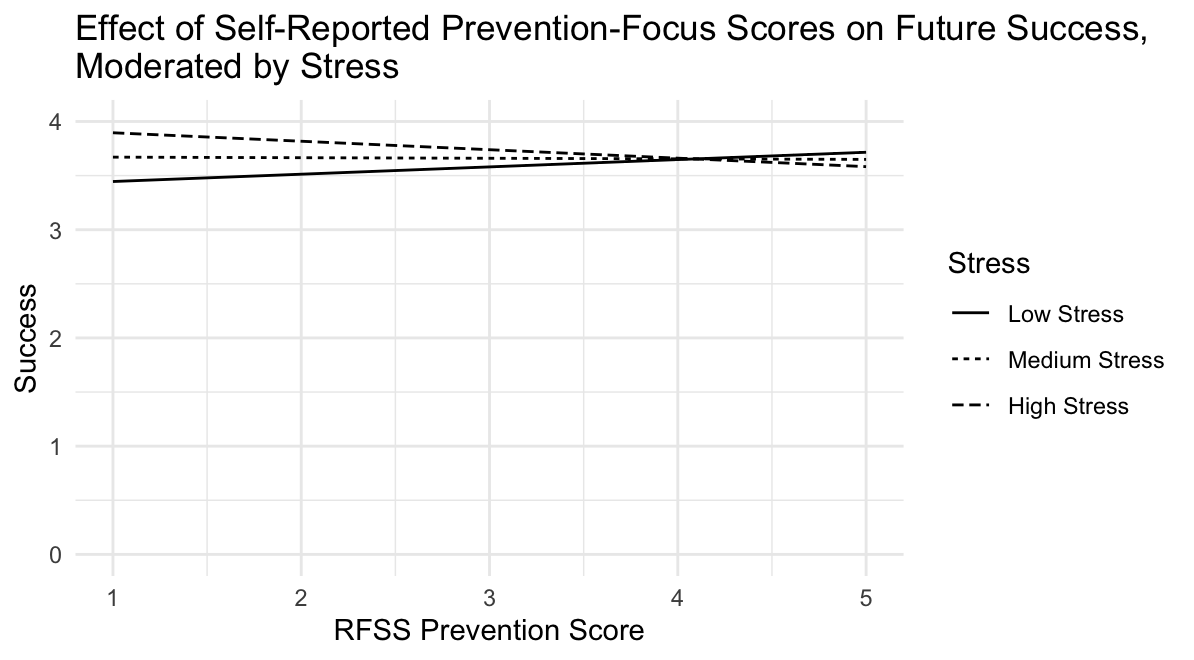 Effect of Self-Reported Prevention-Focus Scores on Future Success,
Moderated by Stress
4
3
2
1
0
Success
1 2 3 4 5
RFSS Prevention Score
Stress
Low Stress
Medium Stress
High Stress